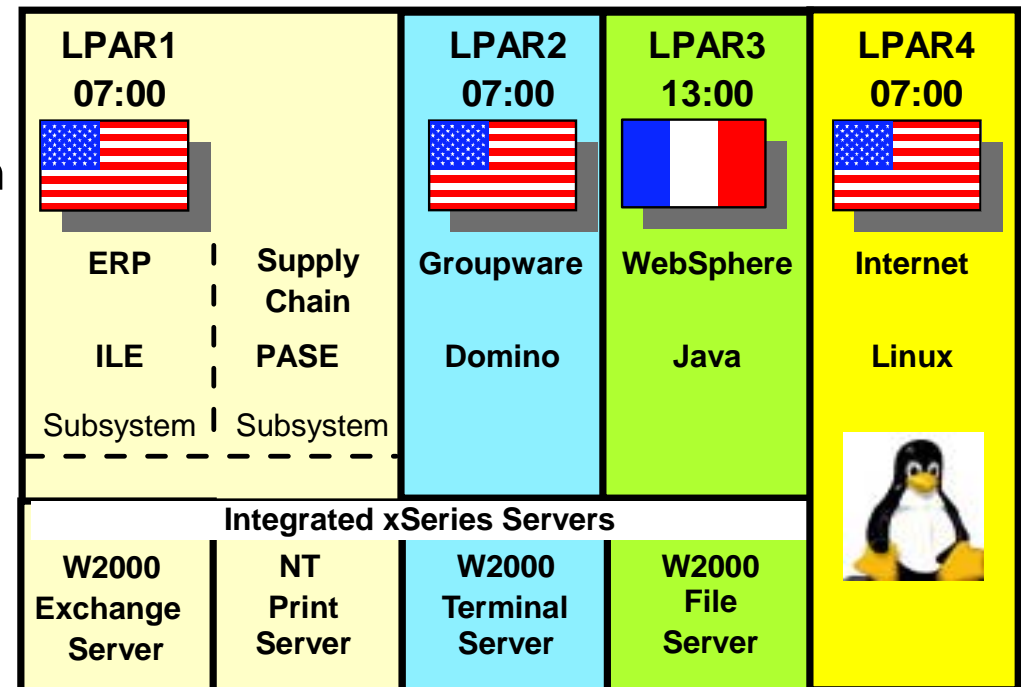 LPAR1
07:00
ERP
ILE
Subsystem
Supply
Chain
PASE
Subsystem
LPAR2
07:00
Groupware
Domino
LPAR3
13:00
WebSphere
Java
LPAR4
07:00
Internet
Linux
Integrated xSeries Servers
W2000
Exchange
Server
NT
Print
Server
W2000
Terminal
Server
W2000
File
Server